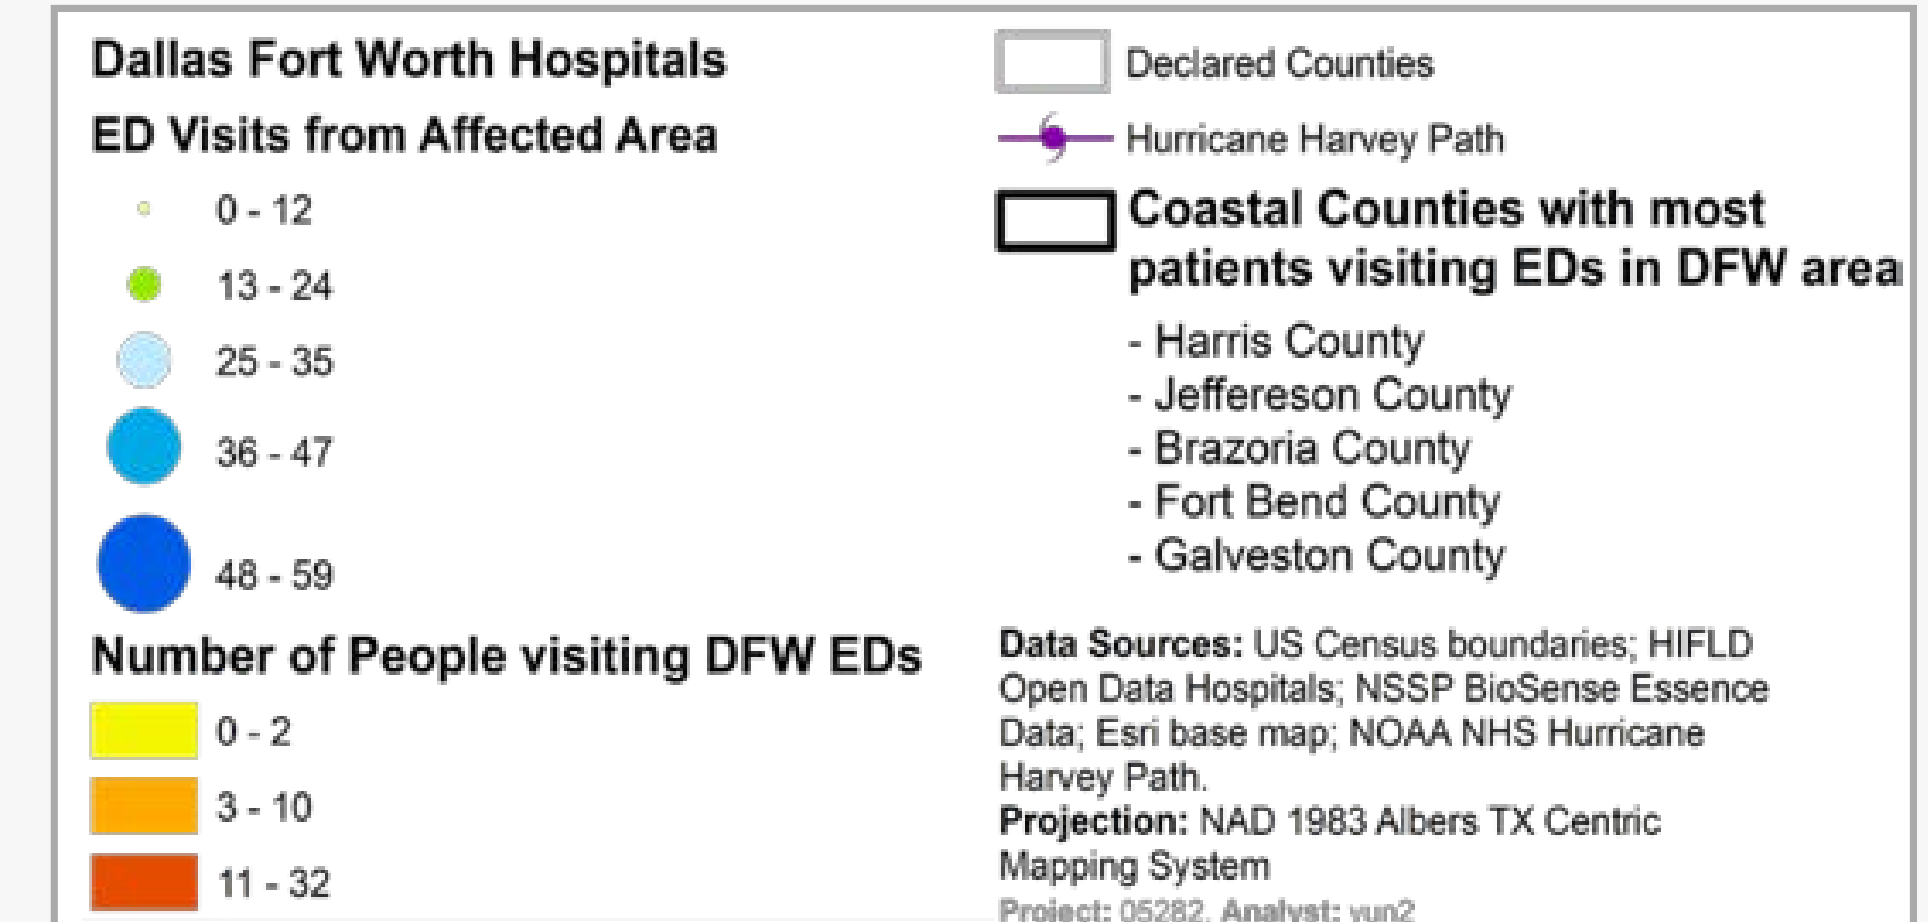 Dallas Fort Worth Hospitals
ED Visits from Affected Area
0 - 12
13 - 24
25 - 35
36 - 47
48 - 59
Number of People visiting DFW EDs
0 - 2
3 - 10
11 - 32
Declared Counties
Hurricane Harvey Path
Coastal Counties with most
patients visiting EDs in DFW area
- Harris County
- Jeffereson County
- Brazoria County
- Fort Bend County
- Galveston County
Data Sources: US Census boundaries; HIFLD
Open Data Hospitals; NSSP BioSense Essence
Data; Esri base map; NOAA NHS Hurricane
Harvey Path.
Projection: NAD 1983 Albers TX Centric
Mapping System
Project: 05282, Analyst: yun2